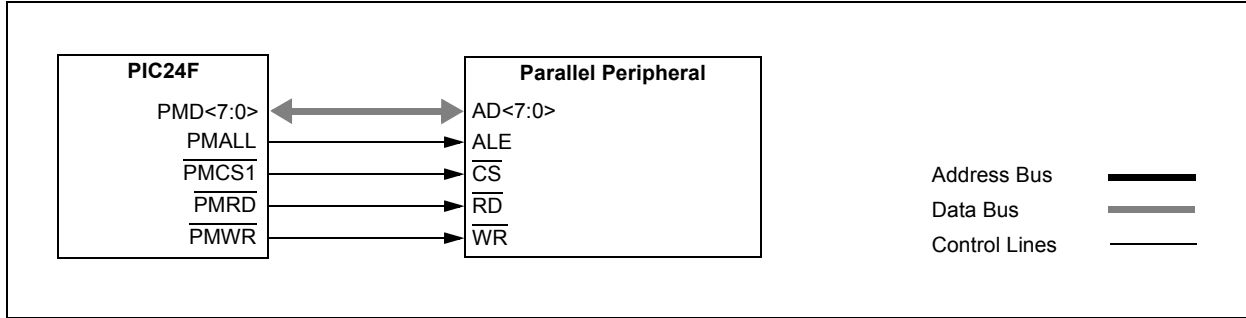 PIC24F
Parallel Peripheral
PMD<7:0>
AD<7:0>
PMALL
ALE
PMCS1
CS
PMRD
RD
PMWR
WR
Address Bus
Data Bus
Control Lines